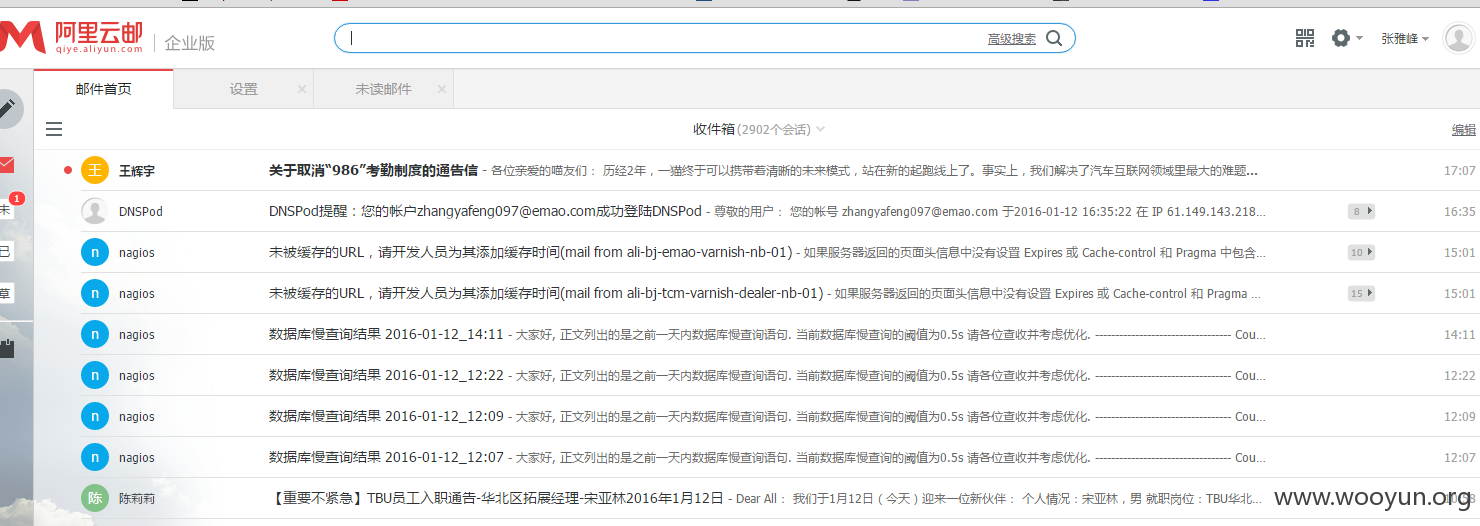 阿里云邮
qiye.aliyun.com
企业版
高级搜索
张雅峰
邮件首页 设置 × 未读邮件 ×
收件箱(2902个会话)
编辑
王 王辉宇 关于取消“986”考勤制度的通告信 - 各位亲爱的喵友们： 历经2年，一猫终于可以携带着清晰的未来模式，站在新的起跑线上了。事实上，我们解决了汽车互联网领域里最大的难题... 17:07
1
未
DNSPod DNSPod提醒：您的帐户zhangyafeng097@emao.com成功登陆DNSPod - 尊敬的用户： 您的帐号 zhangyafeng097@emao.com 于2016-01-12 16:35:22 在 IP 61.149.143.218... 8 16:35
已
n nagios 未被缓存的URL，请开发人员为其添加缓存时间(mail from ali-bj-emao-varnish-nb-01) - 如果服务器返回的页面头信息中没有设置 Expires 或 Cache-control 和 Pragma 中包含... 10 15:01
草
n nagios 未被缓存的URL，请开发人员为其添加缓存时间(mail from ali-bj-tcm-varnish-dealer-nb-01) - 如果服务器返回的页面头信息中没有设置 Expires 或 Cache-control 和 Pragma ... 15 15:01
n nagios 数据库慢查询结果 2016-01-12_14:11 - 大家好, 正文列出的是之前一天内数据库慢查询语句. 当前数据库慢查询的阈值为0.5s 请各位查收并考虑优化. ---------------------------------- Cou... 14:11
n nagios 数据库慢查询结果 2016-01-12_12:22 - 大家好, 正文列出的是之前一天内数据库慢查询语句. 当前数据库慢查询的阈值为0.5s 请各位查收并考虑优化. ---------------------------------- Cou... 12:22
n nagios 数据库慢查询结果 2016-01-12_12:09 - 大家好, 正文列出的是之前一天内数据库慢查询语句. 当前数据库慢查询的阈值为0.5s 请各位查收并考虑优化. ---------------------------------- Cou... 12:09
n nagios 数据库慢查询结果 2016-01-12_12:07 - 大家好, 正文列出的是之前一天内数据库慢查询语句. 当前数据库慢查询的阈值为0.5s 请各位查收并考虑优化. ---------------------------------- Cou... 12:07
陈 陈莉莉 【重要不紧急】TBU员工入职通告-华北区拓展经理-宋亚林2016年1月12日 - Dear All： 我们于1月12日（今天）迎来一位新伙伴： 个人情况：宋亚林，男 就职岗位：TBU华北...
www.wooyun.org